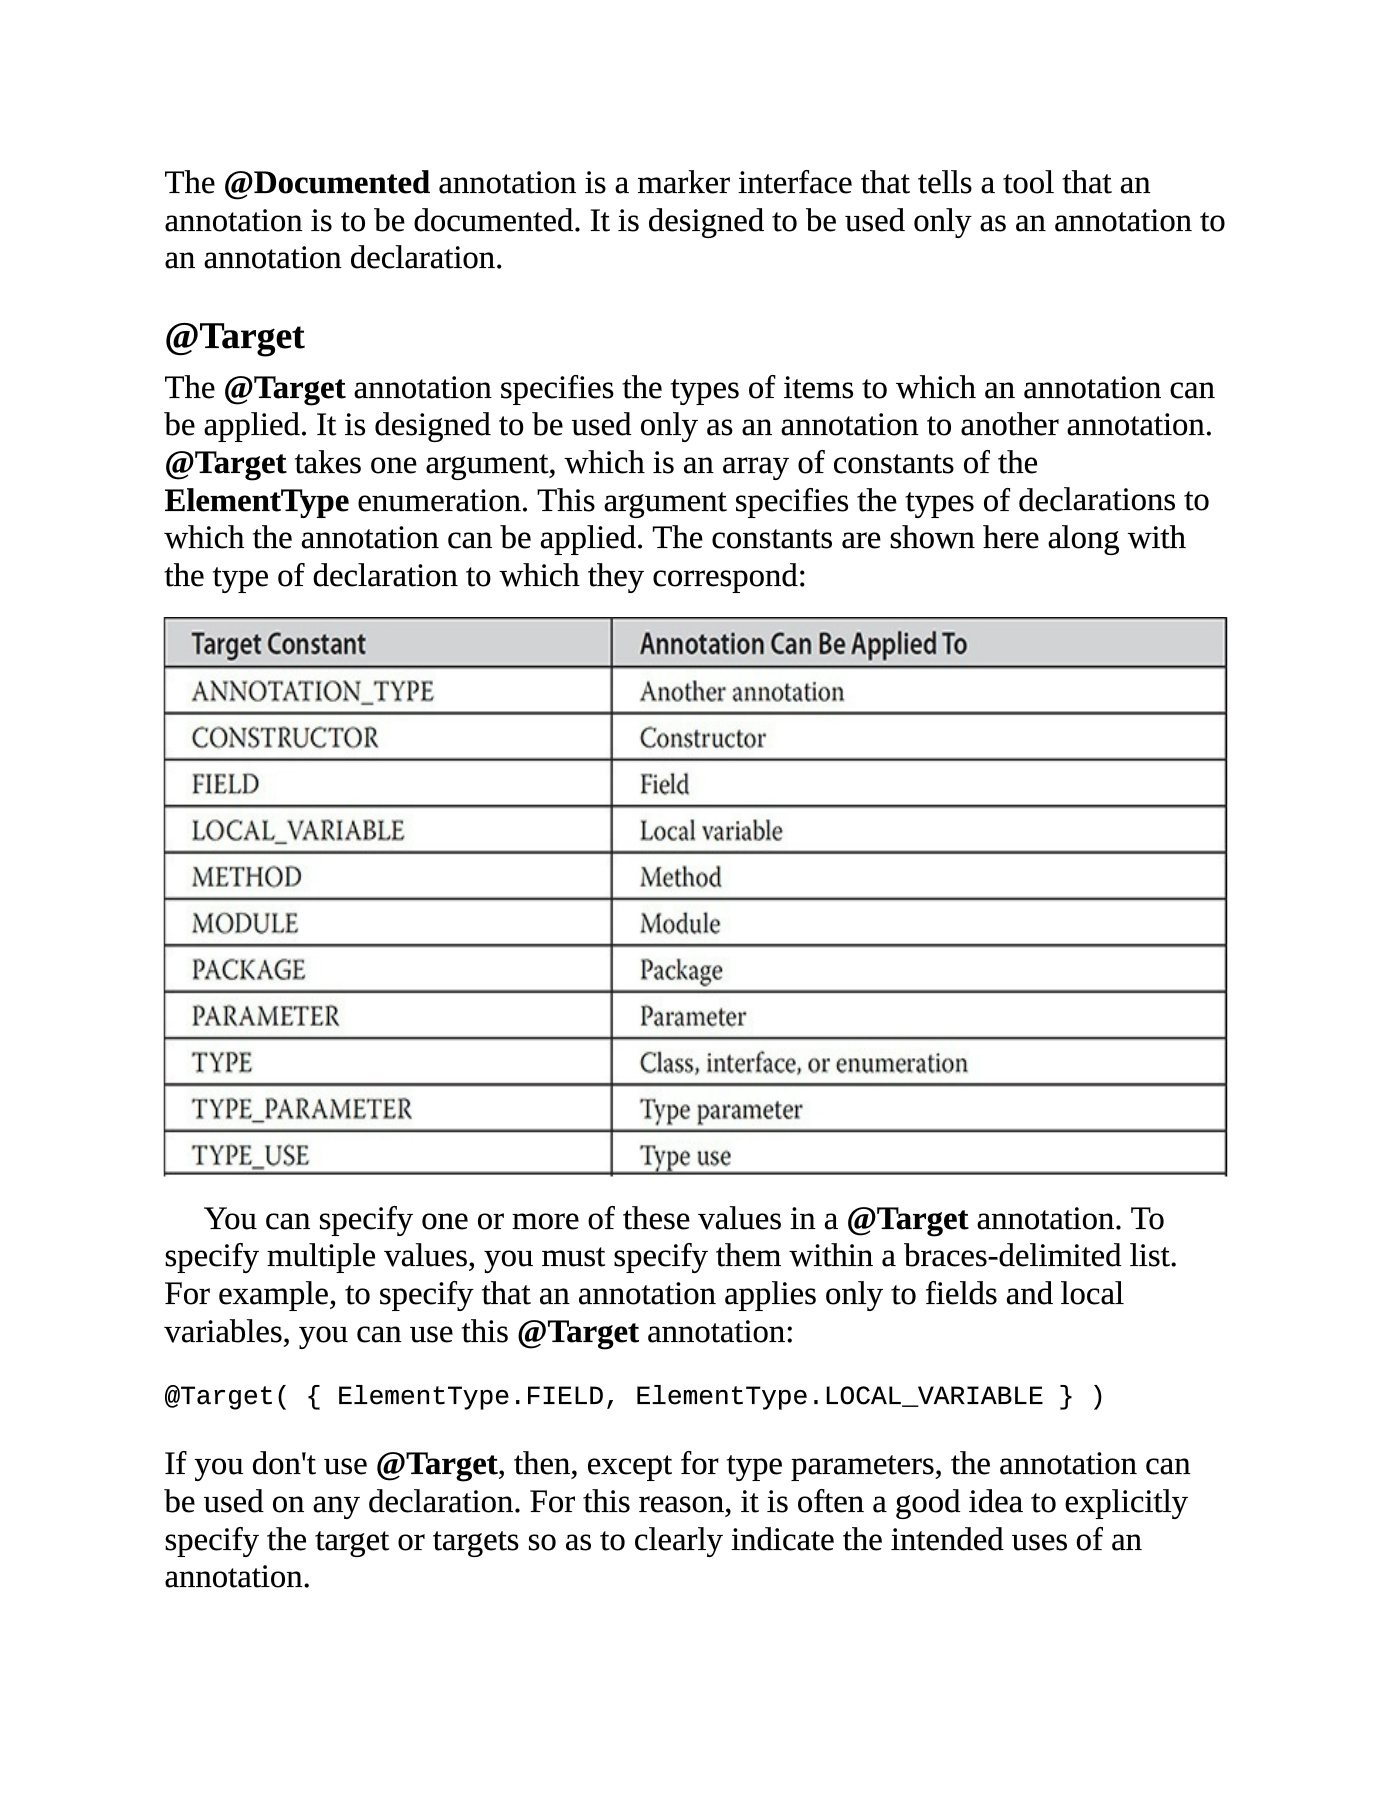 The @Documented annotation is a marker interface that tells a tool that an
annotation is to be documented. It is designed to be used only as an annotation to
an annotation declaration.
@Target
The @Target annotation specifies the types of items to which an annotation can
be applied. It is designed to be used only as an annotation to another annotation.
@Target takes one argument, which is an array of constants of the
ElementType enumeration. This argument specifies the types of declarations to
which the annotation can be applied. The constants are shown here along with
the type of declaration to which they correspond:
Target Constant Annotation Can Be Applied To
ANNOTATION_TYPE Another annotation
CONSTRUCTOR Constructor
FIELD Field
LOCAL_VARIABLE Local variable
METHOD Method
MODULE Module
PACKAGE Package
PARAMETER Parameter
TYPE Class, interface, or enumeration
TYPE_PARAMETER Type parameter
TYPE_USE Type use
You can specify one or more of these values in a @Target annotation. To
specify multiple values, you must specify them within a braces-delimited list.
For example, to specify that an annotation applies only to fields and local
variables, you can use this @Target annotation:
@Target( { ElementType.FIELD, ElementType.LOCAL_VARIABLE } )
If you don't use @Target, then, except for type parameters, the annotation can
be used on any declaration. For this reason, it is often a good idea to explicitly
specify the target or targets so as to clearly indicate the intended uses of an
annotation.